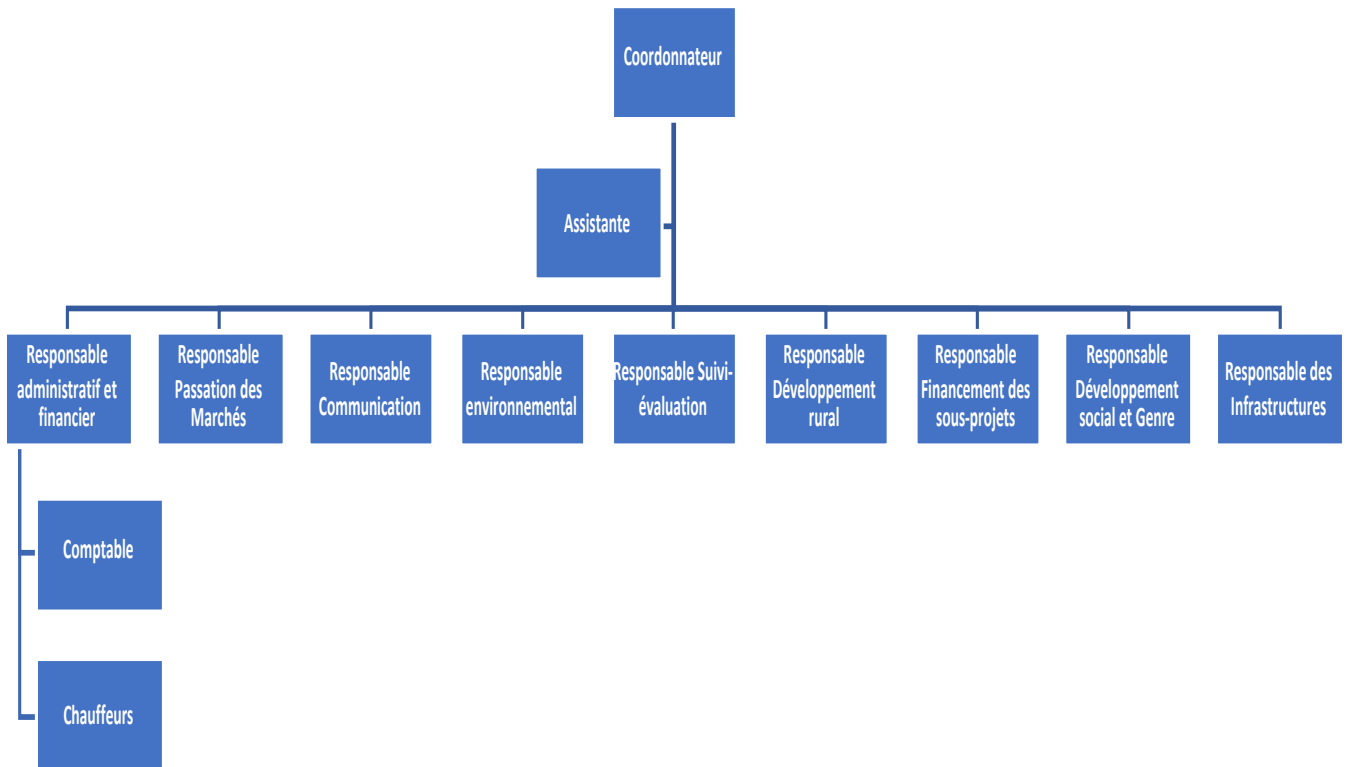 Coordonnateur
Assistante
Responsable
administratif et
financier
Responsable
Passation des
Marchés
Responsable
Communication
Responsable
environnemental
Responsable Suivi-
évaluation
Responsable
Développement
rural
Responsable
Financement des
sous-projets
Responsable
Développement
social et Genre
Responsable des
Infrastructures
Comptable
Chauffeurs